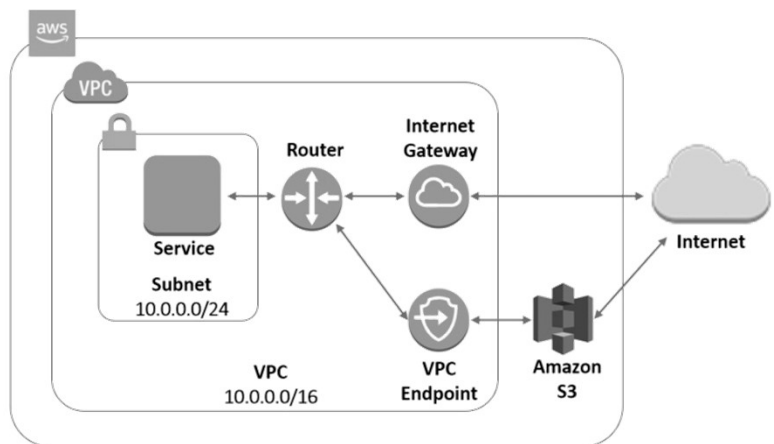 aws
VPC
Internet
Gateway
Router
Service
Subnet
10.0.0.0/24
Internet
VPC
10.0.0.0/16
VPC
Endpoint
Amazon
S3